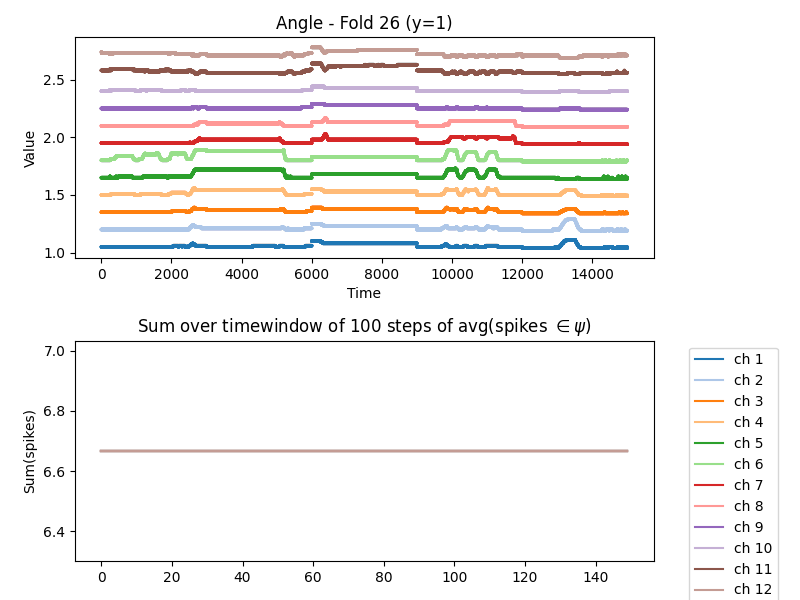 Angle - Fold 26 (y=1)
Value
2.5
2.0
1.5
1.0
0 2000 4000 6000 8000 10000 12000 14000
Time
Sum over timewindow of 100 steps of avg(spikes ∈ ψ)
Sum(spikes)
7.0
6.8
6.6
6.4
0 20 40 60 80 100 120 140
ch 1
ch 2
ch 3
ch 4
ch 5
ch 6
ch 7
ch 8
ch 9
ch 10
ch 11
ch 12